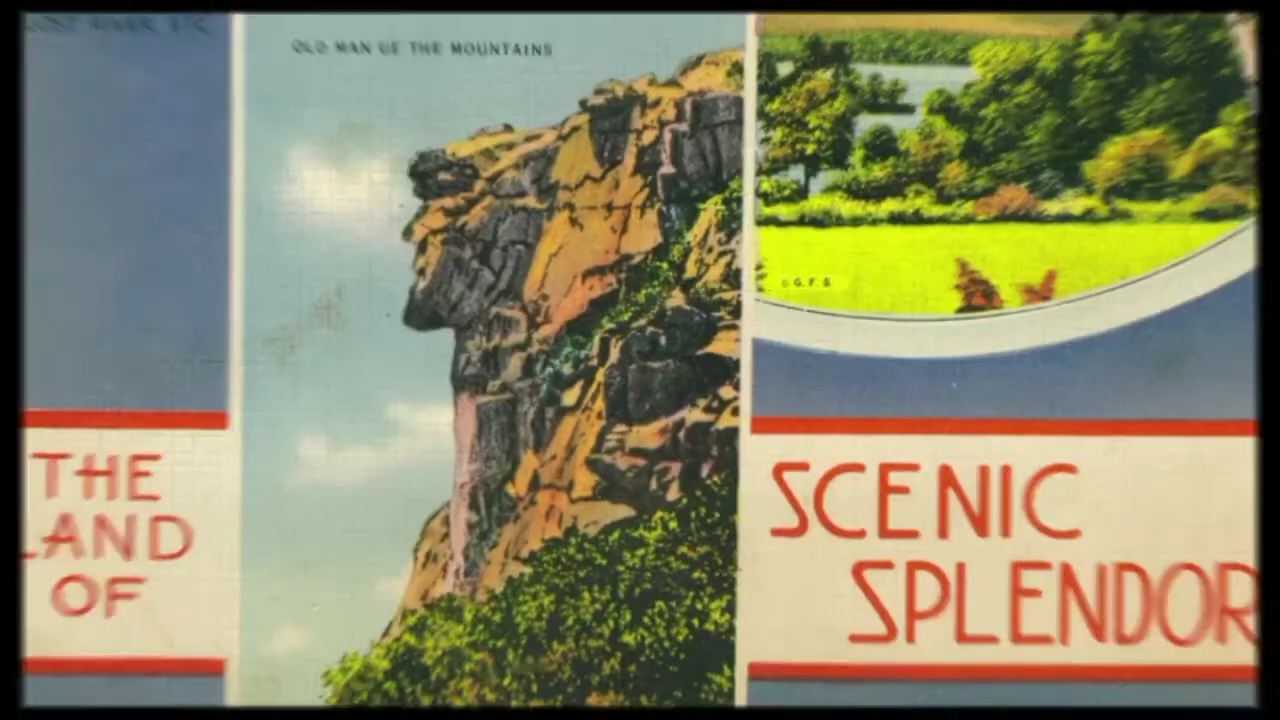 OLD MAN OF THE MOUNTAINS
© G. F. S.
THE
LAND
OF
SCENIC
SPLENDOR